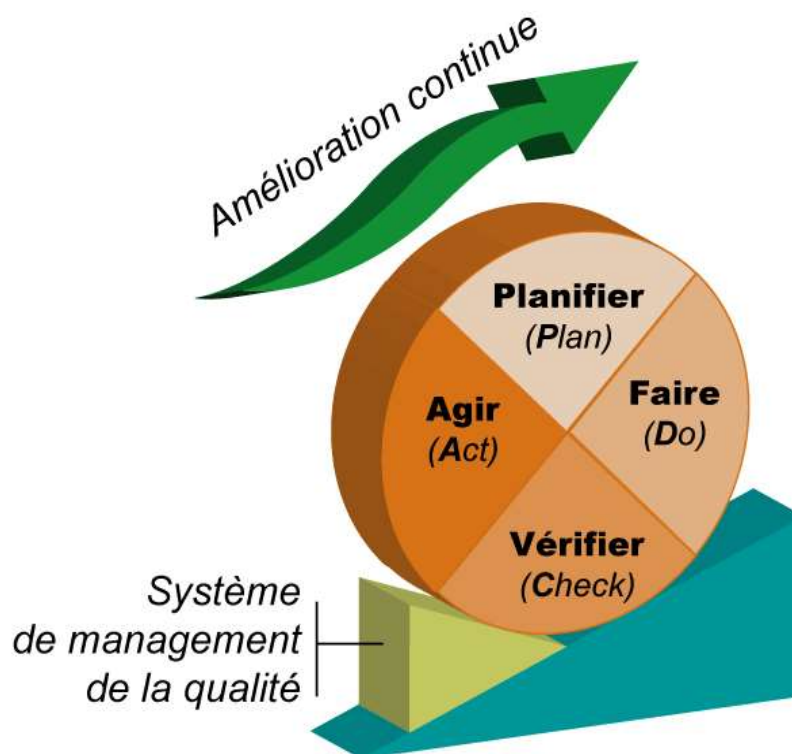 Amélioration continue
Planifier
(Plan)
Faire
(Do)
Agir
(Act)
Vérifier
(Check)
Système
de management
de la qualité